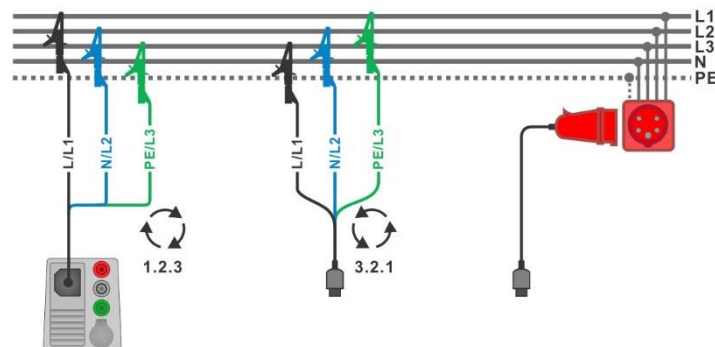 L1
L2
L3
N
PE
L/L1
N/L2
PE/L3
1.2.3
L/L1
N/L2
PE/L3
3.2.1